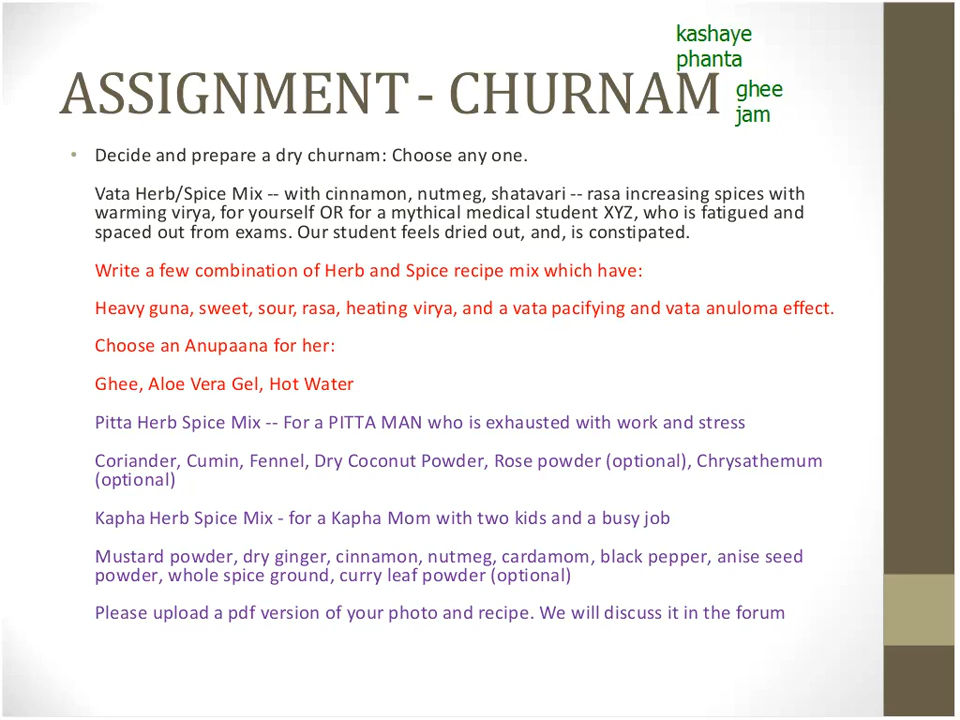 kashaye
phanta
ASSIGNMENT - CHURNAM
ghee
jam
• Decide and prepare a dry churnam: Choose any one.
Vata Herb/Spice Mix -- with cinnamon, nutmeg, shatavari -- rasa increasing spices with
warming virya, for yourself OR for a mythical medical student XYZ, who is fatigued and
spaced out from exams. Our student feels dried out, and, is constipated.
Write a few combination of Herb and Spice recipe mix which have:
Heavy guna, sweet, sour, rasa, heating virya, and a vata pacifying and vata anuloma effect.
Choose an Anupaana for her:
Ghee, Aloe Vera Gel, Hot Water
Pitta Herb Spice Mix -- For a PITTA MAN who is exhausted with work and stress
Coriander, Cumin, Fennel, Dry Coconut Powder, Rose powder (optional), Chrysathemum
(optional)
Kapha Herb Spice Mix - for a Kapha Mom with two kids and a busy job
Mustard powder, dry ginger, cinnamon, nutmeg, cardamom, black pepper, anise seed
powder, whole spice ground, curry leaf powder (optional)
Please upload a pdf version of your photo and recipe. We will discuss it in the forum